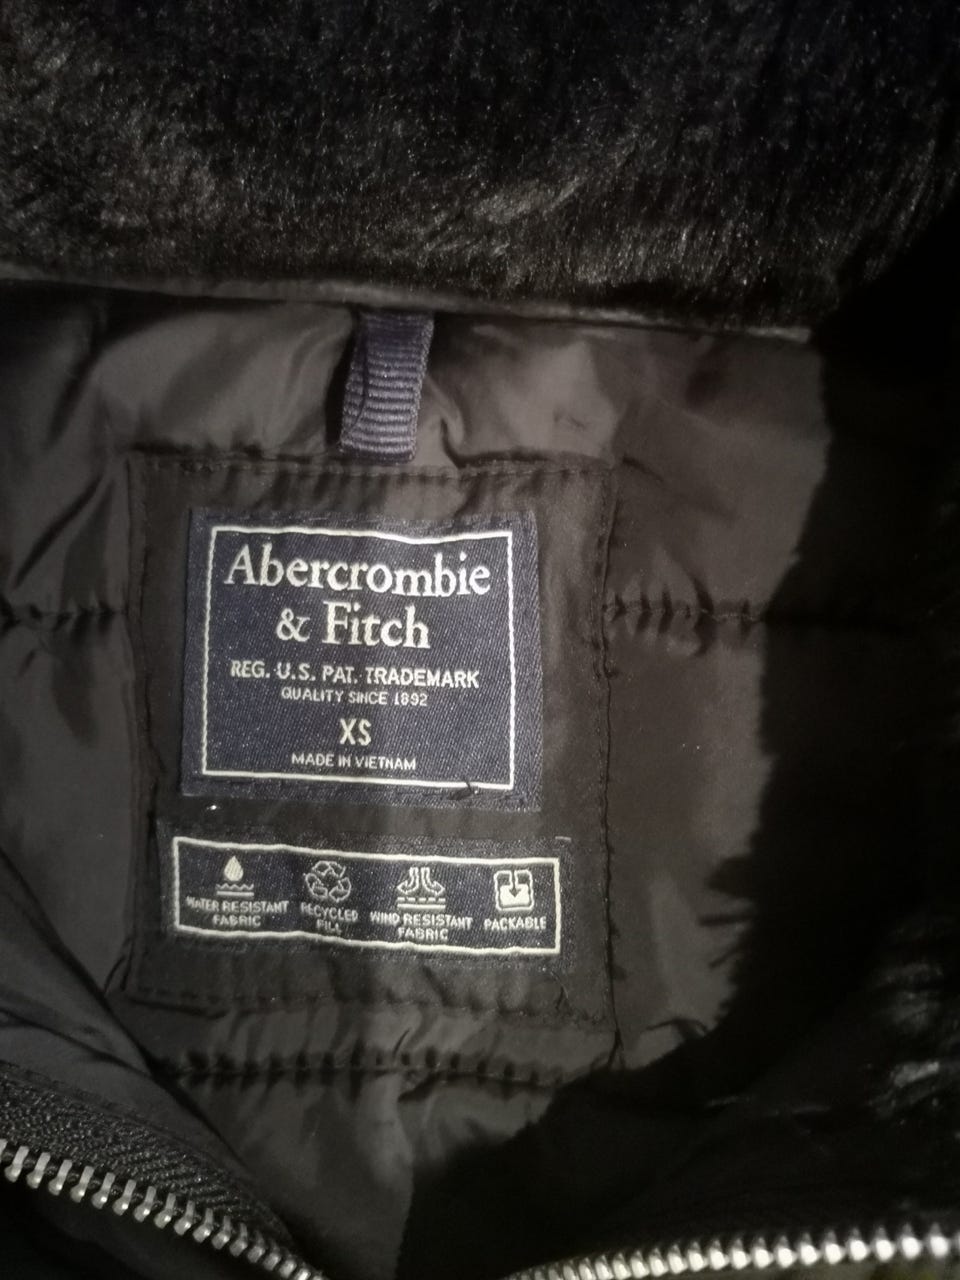 Abercrombie
& Fitch
REG. U.S. PAT. TRADEMARK
QUALITY SINCE 1892
XS
MADE IN VIETNAM
WATER RESISTANT
FABRIC
RECYCLED
FILL
WIND RESISTANT
FABRIC
PACKABLE